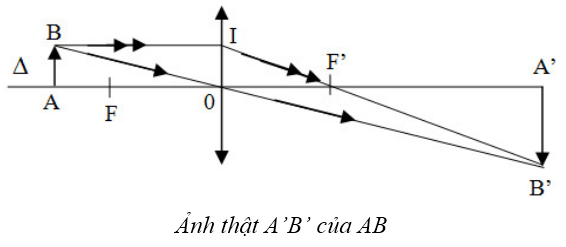 B I F' A'
Δ
A F 0 B'
Ảnh thật A'B' của AB